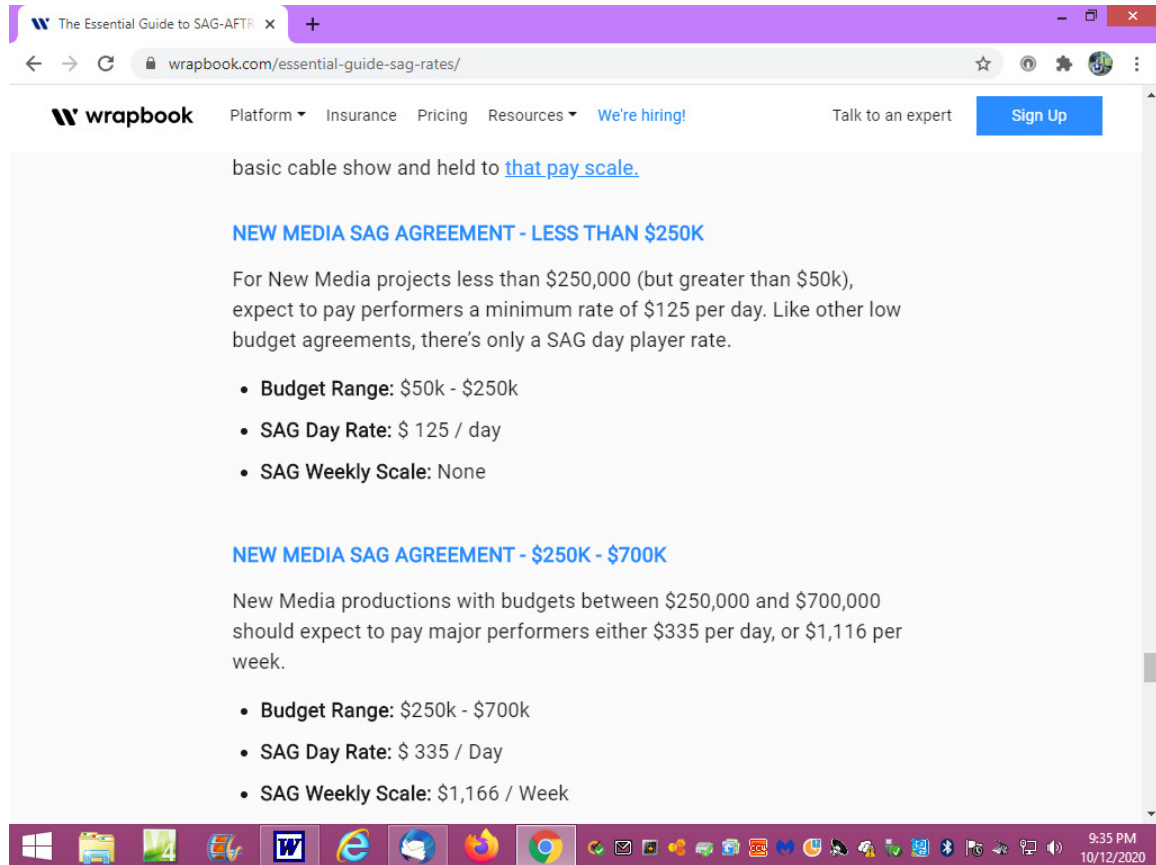 The Essential Guide to SAG-AFTR
wrapbook.com/essential-guide-sag-rates/
wrapbook Platform Insurance Pricing Resources We're hiring! Talk to an expert Sign Up
basic cable show and held to that pay scale.
NEW MEDIA SAG AGREEMENT - LESS THAN $250K
For New Media projects less than $250,000 (but greater than $50k),
expect to pay performers a minimum rate of $125 per day. Like other low
budget agreements, there's only a SAG day player rate.
• Budget Range: $50k - $250k
• SAG Day Rate: $ 125 / day
• SAG Weekly Scale: None
NEW MEDIA SAG AGREEMENT - $250K - $700K
New Media productions with budgets between $250,000 and $700,000
should expect to pay major performers either $335 per day, or $1,116 per
week.
• Budget Range: $250k - $700k
• SAG Day Rate: $ 335 / Day
• SAG Weekly Scale: $1,166 / Week
9:35 PM
10/12/2020